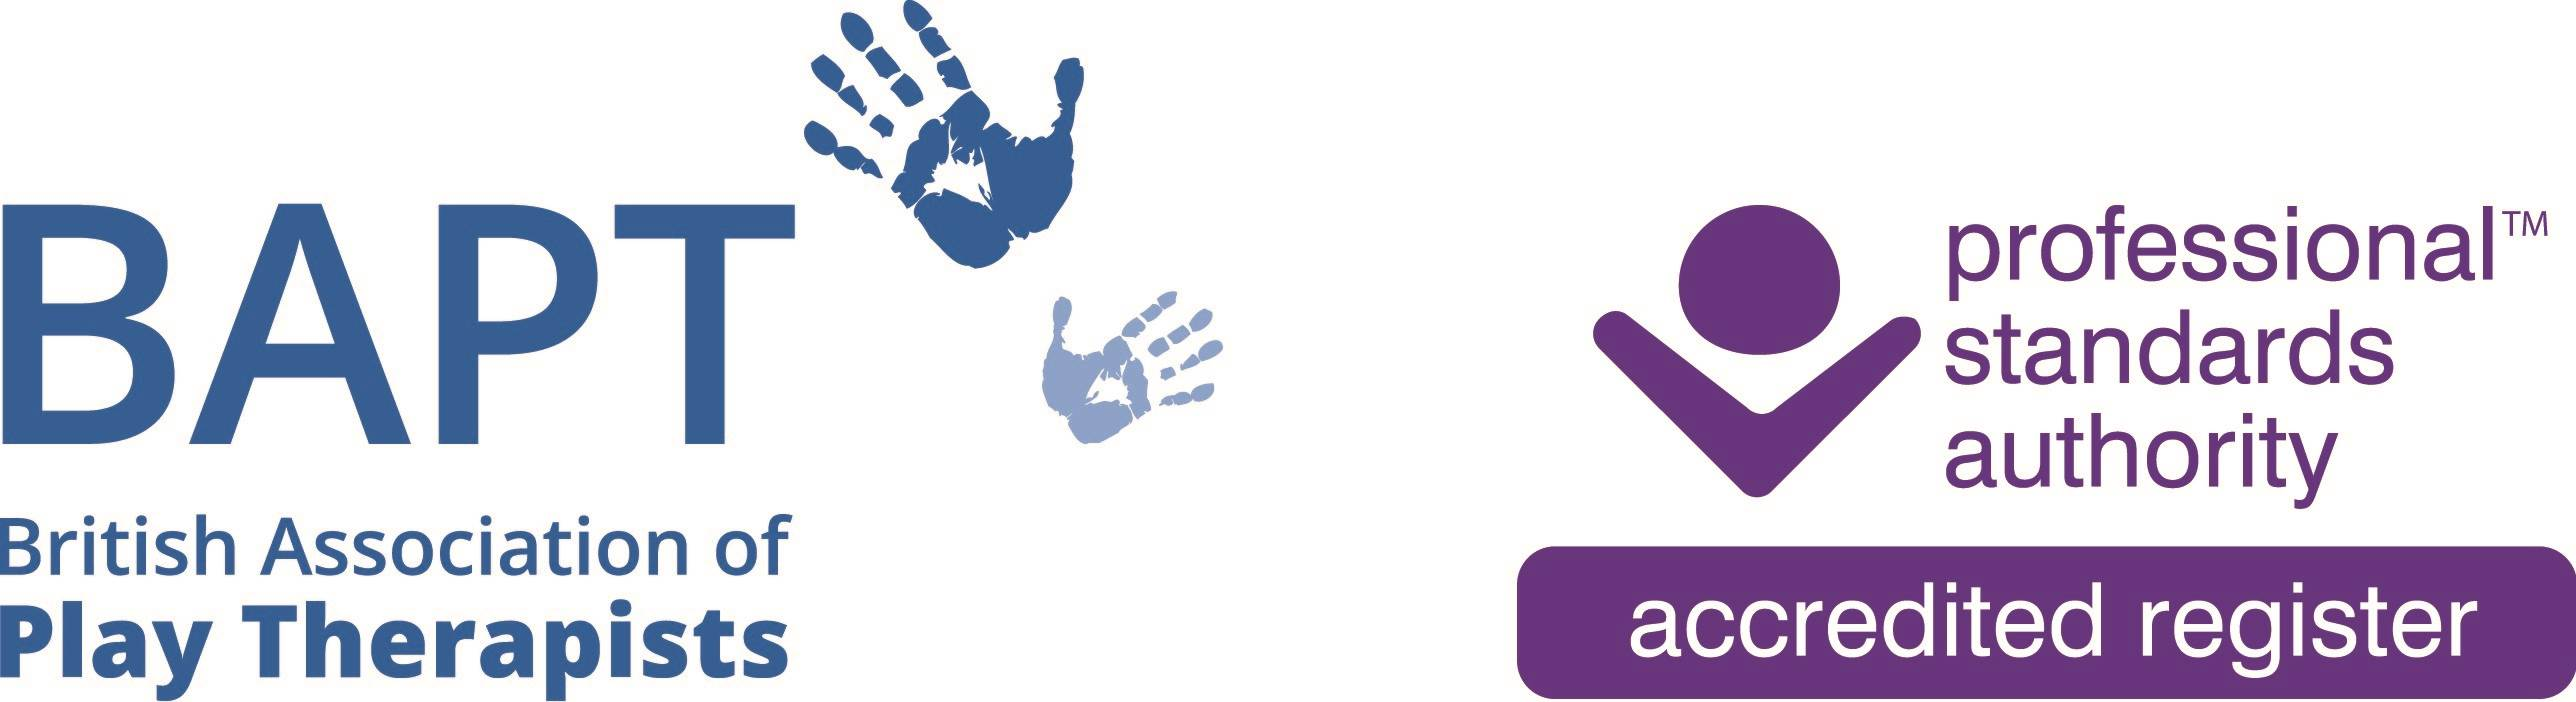 BAPT
British Association of
Play Therapists
professional™
standards
authority
accredited register